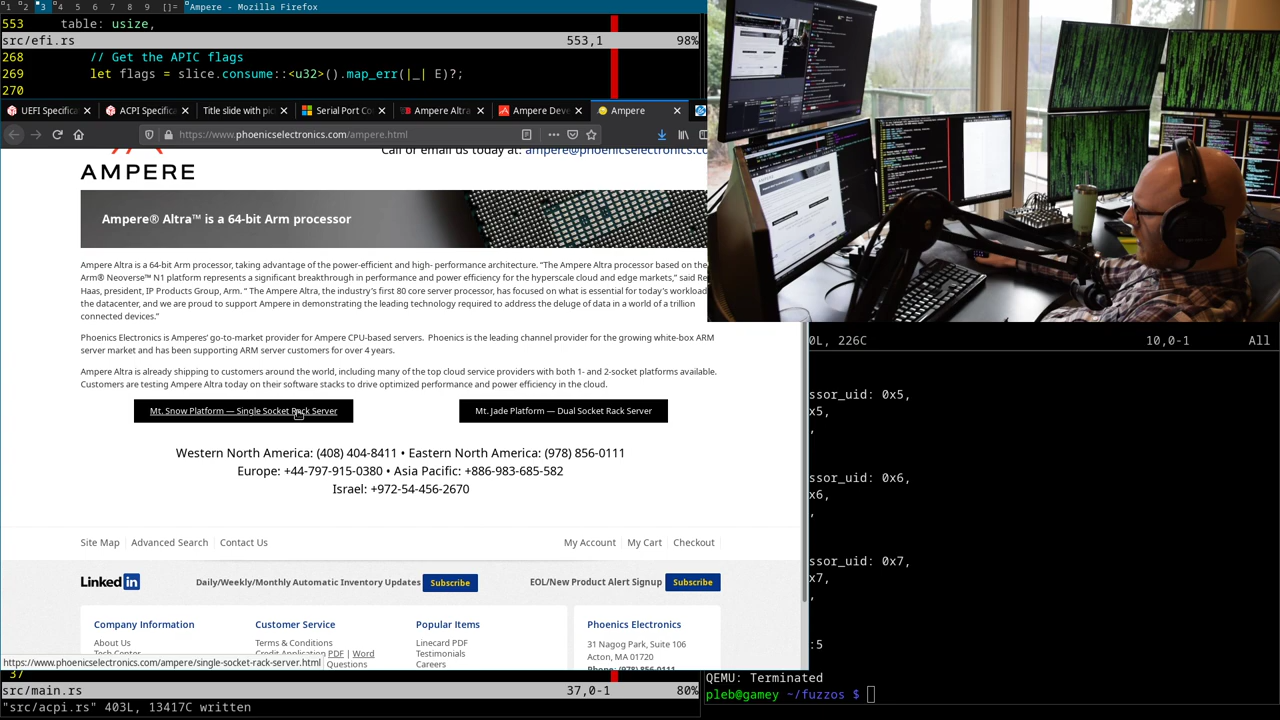 1 2 3 4 5 6 7 8 9 []= Ampere - Mozilla Firefox
553 table: usize,
src/efi.rs 553,1 98%
268 // Get the APIC flags
269 let flags = slice.consume::<u32>().map_err(|_| E)?;
270
UEFI Specifica ACPI Specifica Title slide with pic Serial Port Co Ampere Altra Ampere Deve Ampere
https://www.phoenicselectronics.com/ampere.html
Call or email us today at: ampere@phoenicselectronics.co
AMPERE
Ampere® Altra™ is a 64-bit Arm processor
Ampere Altra is a 64-bit Arm processor, taking advantage of the power-efficient and high- performance architecture. “The Ampere Altra processor based on the
Arm® Neoverse™ N1 platform represents a significant breakthrough in performance and power efficiency for the hyperscale cloud and edge markets,” said Re
Haas, president, IP Products Group, Arm. “ The Ampere Altra, the industry’s first 80 core server processor, has focused on what is essential for today’s workload
the datacenter, and we are proud to support Ampere in demonstrating the leading technology required to address the deluge of data in a world of a trillion
connected devices.”
Phoenics Electronics is Amperes’ go-to-market provider for Ampere CPU-based servers. Phoenics is the leading channel provider for the growing white-box ARM
server market and has been supporting ARM server customers for over 4 years.
Ampere Altra is already shipping to customers around the world, including many of the top cloud service providers with both 1- and 2-socket platforms available.
Customers are testing Ampere Altra today on their software stacks to drive optimized performance and power efficiency in the cloud.
Mt. Snow Platform — Single Socket Rack Server Mt. Jade Platform — Dual Socket Rack Server
Western North America: (408) 404-8411 • Eastern North America: (978) 856-0111
Europe: +44-797-915-0380 • Asia Pacific: +886-983-685-582
Israel: +972-54-456-2670
Site Map Advanced Search Contact Us My Account My Cart Checkout
Linked in Daily/Weekly/Monthly Automatic Inventory Updates Subscribe EOL/New Product Alert Signup Subscribe
Company Information Customer Service Popular Items Phoenics Electronics
About Us Terms & Conditions Linecard PDF 31 Nagog Park, Suite 106
Tech Center Credit Application PDF | Word Testimonials Acton, MA 01720
Questions Careers Phone: (978) 856-0111
https://www.phoenicselectronics.com/ampere/single-socket-rack-server.html
37
src/main.rs 37,0-1 80%
"src/acpi.rs" 403L, 13417C written
0L, 226C 10,0-1 All
ssor_uid: 0x5,
x5,
,
ssor_uid: 0x6,
x6,
,
ssor_uid: 0x7,
x7,
,
:5
QEMU: Terminated
pleb@gamey ~/fuzzos $